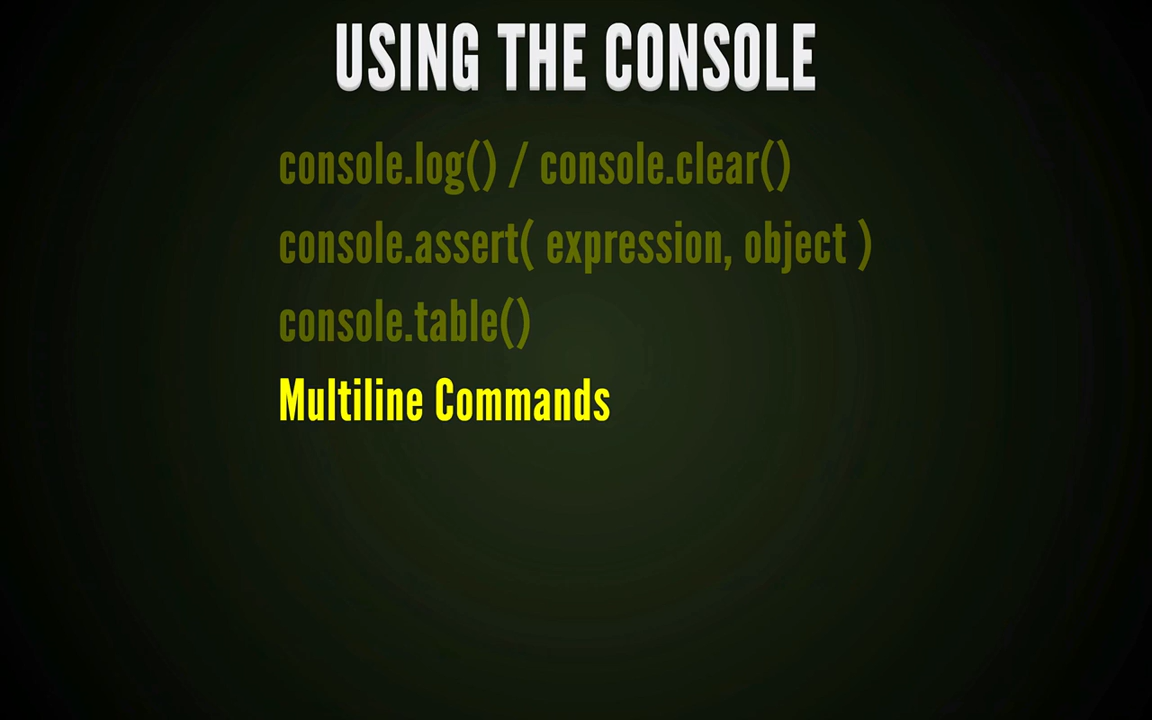 USING THE CONSOLE
console.log() / console.clear()
console.assert( expression, object )
console.table()
Multiline Commands